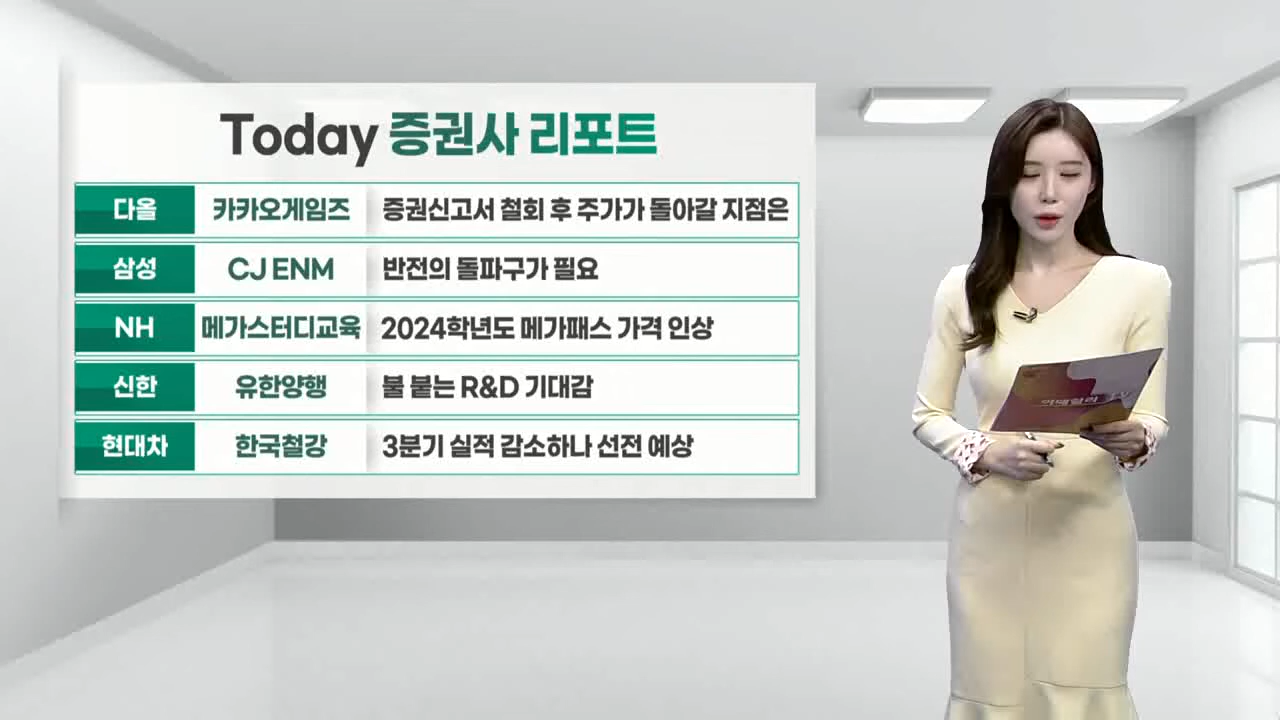 Today 증권사 리포트
다올 카카오게임즈 증권신고서 철회 후 주가가 돌아갈 지점은
삼성 CJ ENM 반전의 돌파구가 필요
NH 메가스터디교육 2024학년도 메가패스 가격 인상
신한 유한양행 불 붙는 R&D 기대감
현대차 한국철강 3분기 실적 감소하나 선전 예상
이데일리 TV